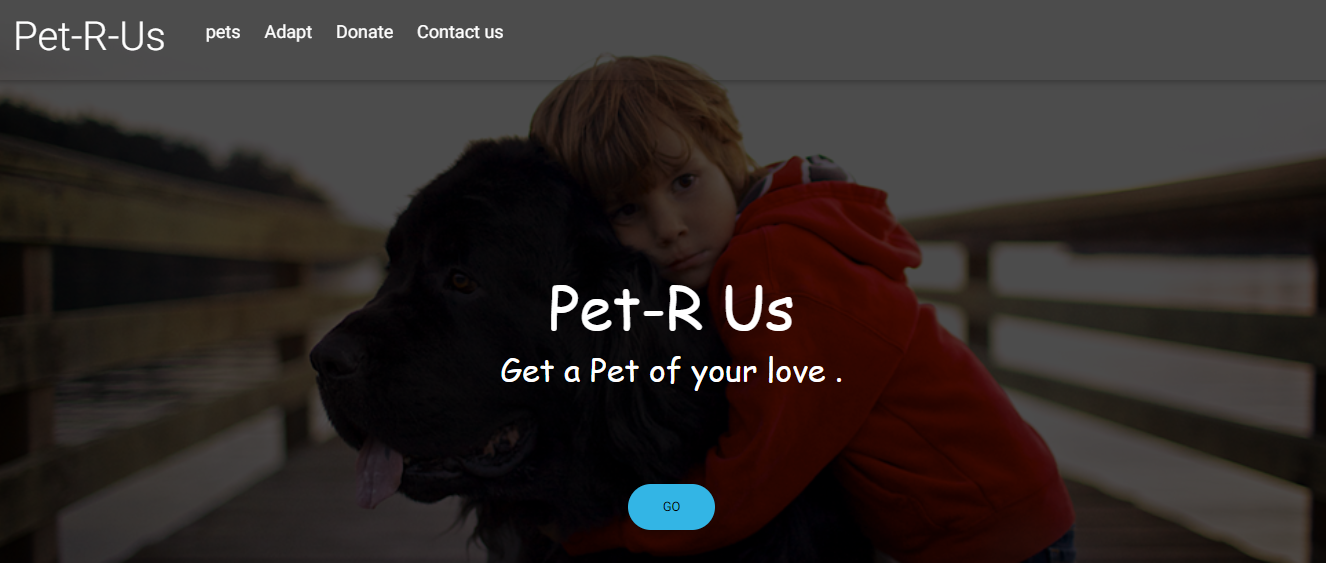 Pet-R-Us pets Adapt Donate Contact us
Pet-R Us
Get a Pet of your love .
GO